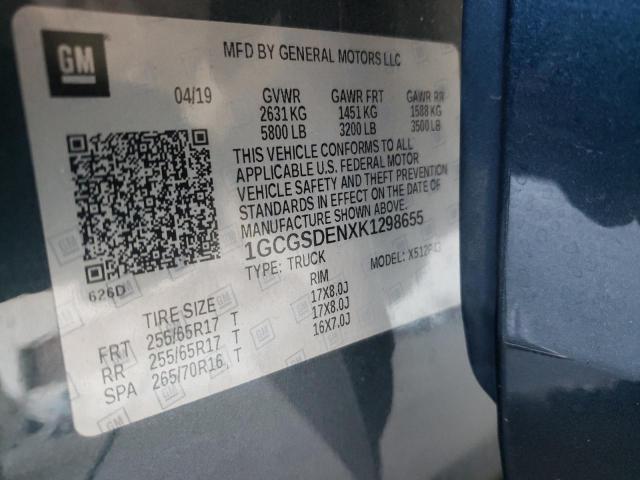 GM
MFD BY GENERAL MOTORS LLC
04/19 GVWR GAWR FRT GAWR RR
2631 KG 1451 KG 1588 KG
5800 LB 3200 LB 3500 LB
THIS VEHICLE CONFORMS TO ALL
APPLICABLE U.S. FEDERAL MOTOR
VEHICLE SAFETY AND THEFT PREVENTION
STANDARDS IN EFFECT ON THE DATE OF
MANUFACTURE SHOWN ABOVE.
1GCGSDENXK1298655
TYPE: TRUCK MODEL:
626D
TIRE SIZE RIM
FRT 255/65R17 T 17X8.0J
RR 255/65R17 T 17X8.0J
SPA 265/70R16 T 16X7.0J